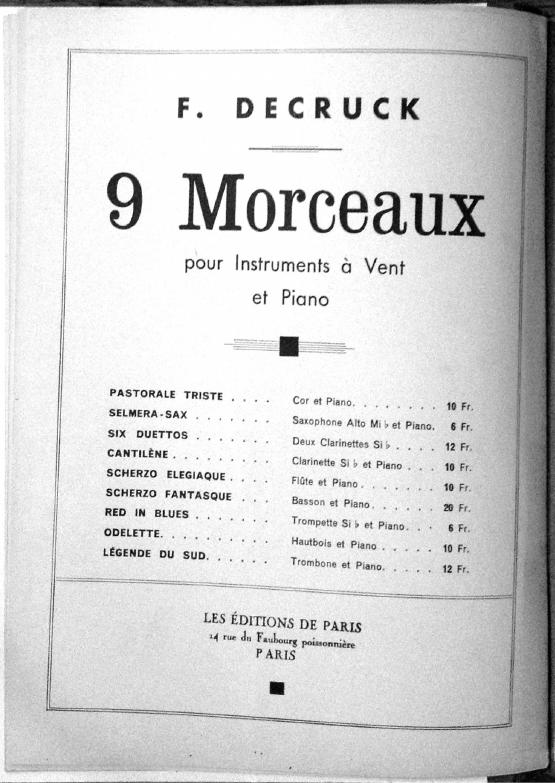 F. DECRUCK
9 Morceaux
pour Instruments à Vent
et Piano
PASTORALE TRISTE . . . . Cor et Piano. . . . . . . . 10 Fr.
SELMERA-SAX . . . . . . . Saxophone Alto Mi ♭ et Piano. 6 Fr.
SIX DUETTOS . . . . . . . Deux Clarinettes Si ♭ . . . . 12 Fr.
CANTILÈNE . . . . . . . . . Clarinette Si ♭ et Piano . . . 10 Fr.
SCHERZO ELEGIAQUE . . . . Flûte et Piano . . . . . . . 10 Fr.
SCHERZO FANTASQUE . . . Basson et Piano . . . . . . 20 Fr.
RED IN BLUES . . . . . . . Trompette Si ♭ et Piano. . . 6 Fr.
ODELETTE. . . . . . . . . . Hautbois et Piano . . . . . 10 Fr.
LÉGENDE DU SUD. . . . . . Trombone et Piano. . . . . 12 Fr.
LES ÉDITIONS DE PARIS
14 rue du Faubourg poissonnière
PARIS